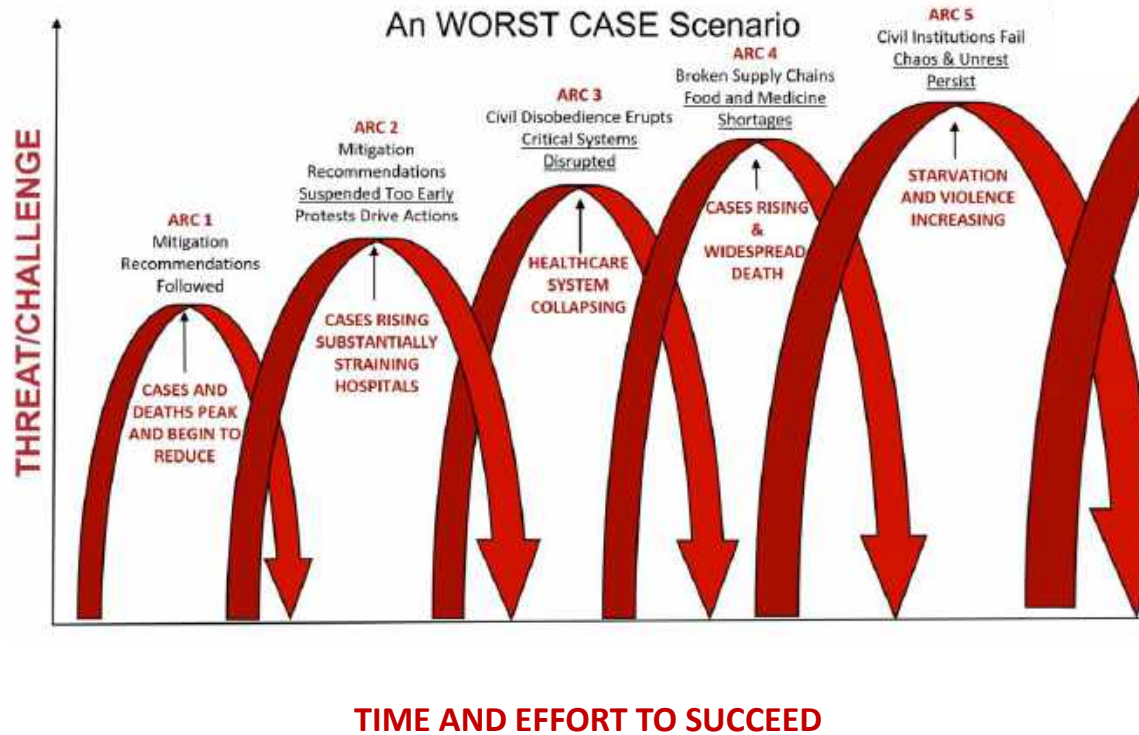 An WORST CASE Scenario
THREAT/CHALLENGE
ARC 1
Mitigation
Recommendations
Followed
CASES AND
DEATHS PEAK
AND BEGIN TO
REDUCE
ARC 2
Mitigation
Recommendations
Suspended Too Early
Protests Drive Actions
CASES RISING
SUBSTANTIALLY
STRAINING
HOSPITALS
ARC 3
Civil Disobedience Erupts
Critical Systems
Disrupted
HEALTHCARE
SYSTEM
COLLAPSING
ARC 4
Broken Supply Chains
Food and Medicine
Shortages
CASES RISING
&
WIDESPREAD
DEATH
ARC 5
Civil Institutions Fail
Chaos & Unrest
Persist
STARVATION
AND VIOLENCE
INCREASING
TIME AND EFFORT TO SUCCEED